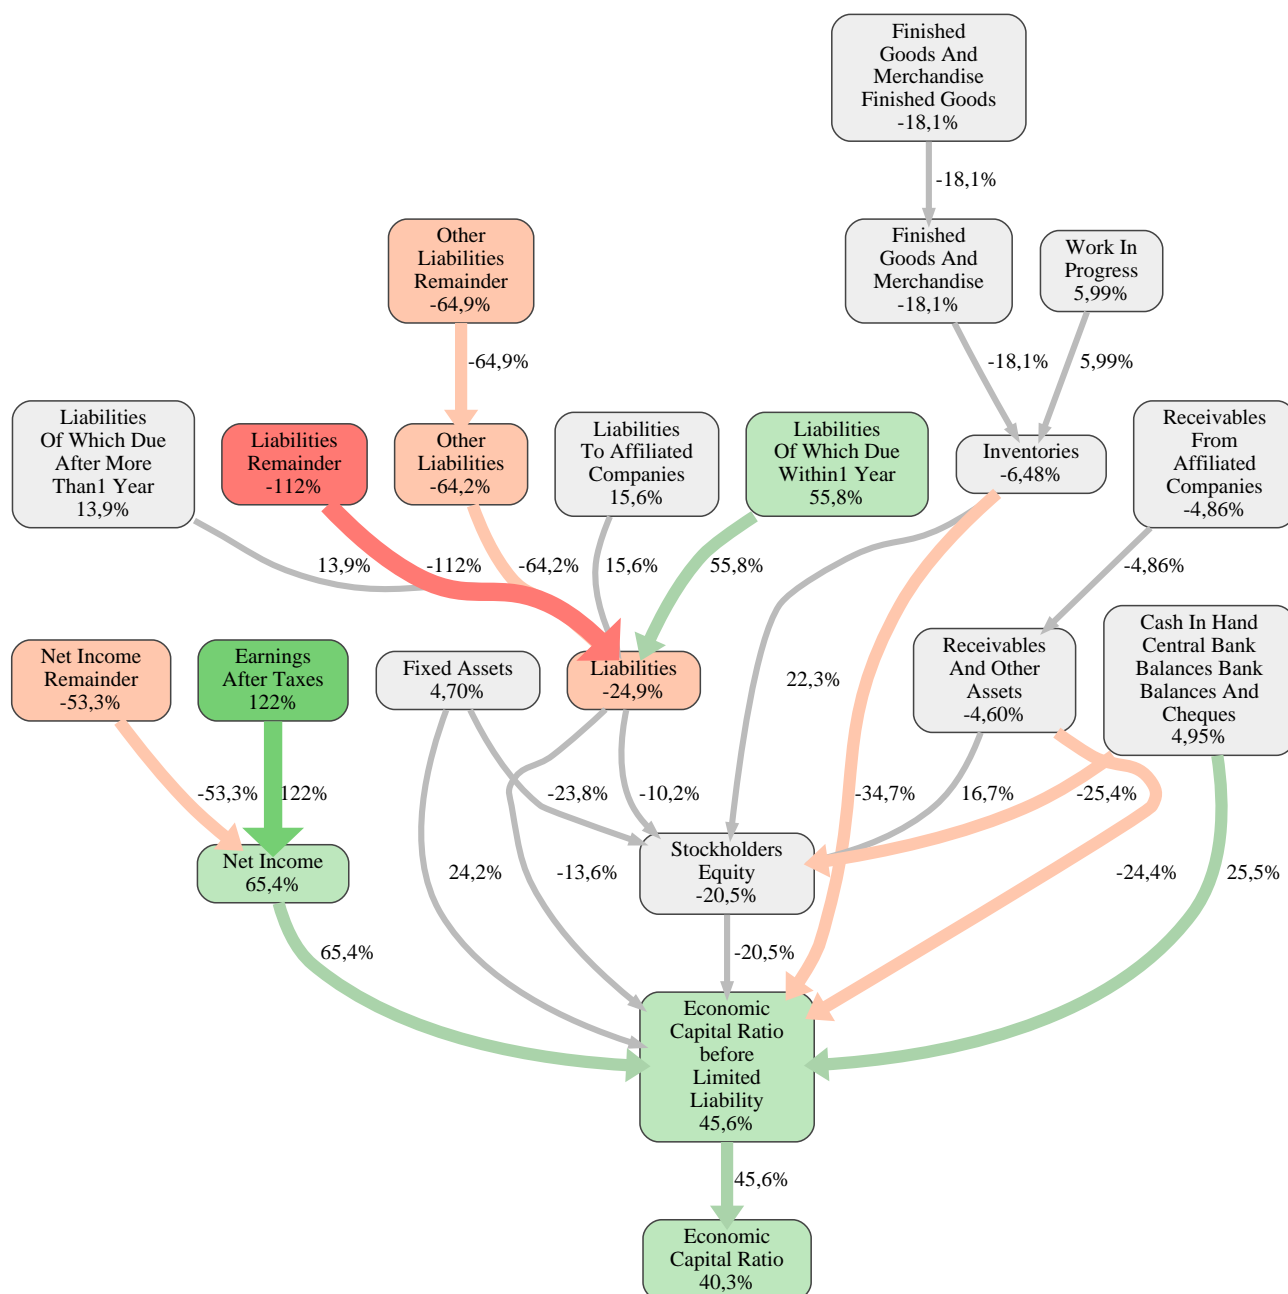 Finished
Goods And
Merchandise
Finished Goods
-18,1%
-18,1%
Other
Liabilities
Remainder
-64,9%
Finished
Goods And
Merchandise
-18,1%
Work In
Progress
5,99%
-64,9%
-18,1%
5,99%
Liabilities
Of Which Due
After More
Than1 Year
13,9%
Liabilities
Remainder
-112%
Other
Liabilities
-64,2%
Liabilities
To Affiliated
Companies
15,6%
Liabilities
Of Which Due
Within1 Year
55,8%
Inventories
-6,48%
Receivables
From
Affiliated
Companies
-4,86%
13,9%
-112%
-64,2%
15,6%
55,8%
-4,86%
Net Income
Remainder
-53,3%
Earnings
After Taxes
122%
Fixed Assets
4,70%
Liabilities
-24,9%
22,3%
Receivables
And Other
Assets
-4,60%
Cash In Hand
Central Bank
Balances Bank
Balances And
Cheques
4,95%
-53,3%
122%
-23,8%
-10,2%
-34,7%
16,7%
-25,4%
Net Income
65,4%
24,2%
-13,6%
Stockholders
Equity
-20,5%
-24,4%
25,5%
65,4%
-20,5%
Economic
Capital Ratio
before
Limited
Liability
45,6%
45,6%
Economic
Capital Ratio
40,3%